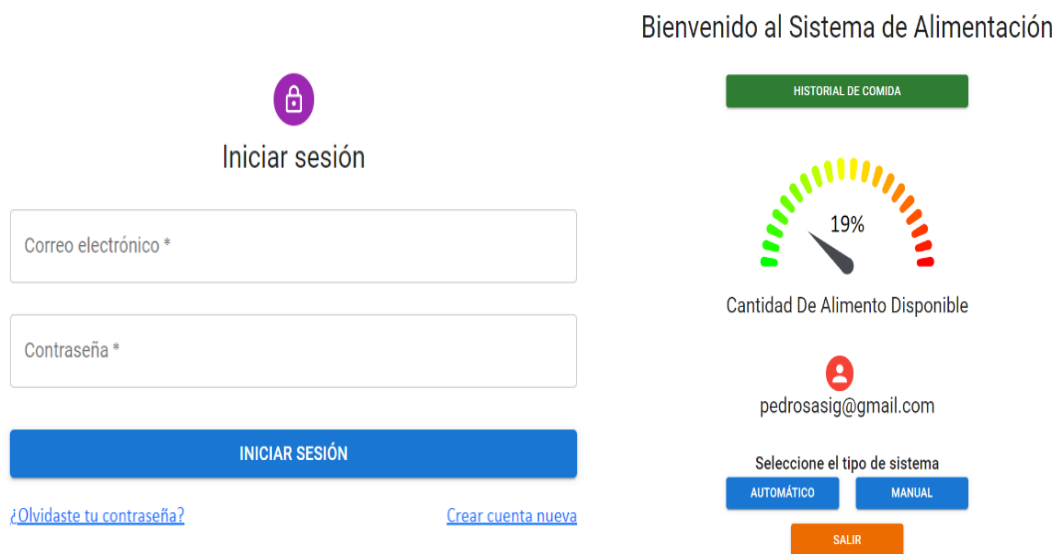 Iniciar sesión
Correo electrónico *
Contraseña *
INICIAR SESIÓN
¿Olvidaste tu contraseña?
Crear cuenta nueva
Bienvenido al Sistema de Alimentación
HISTORIAL DE COMIDA
19%
Cantidad De Alimento Disponible
pedrosasig@gmail.com
Seleccione el tipo de sistema
AUTOMÁTICO
MANUAL
SALIR